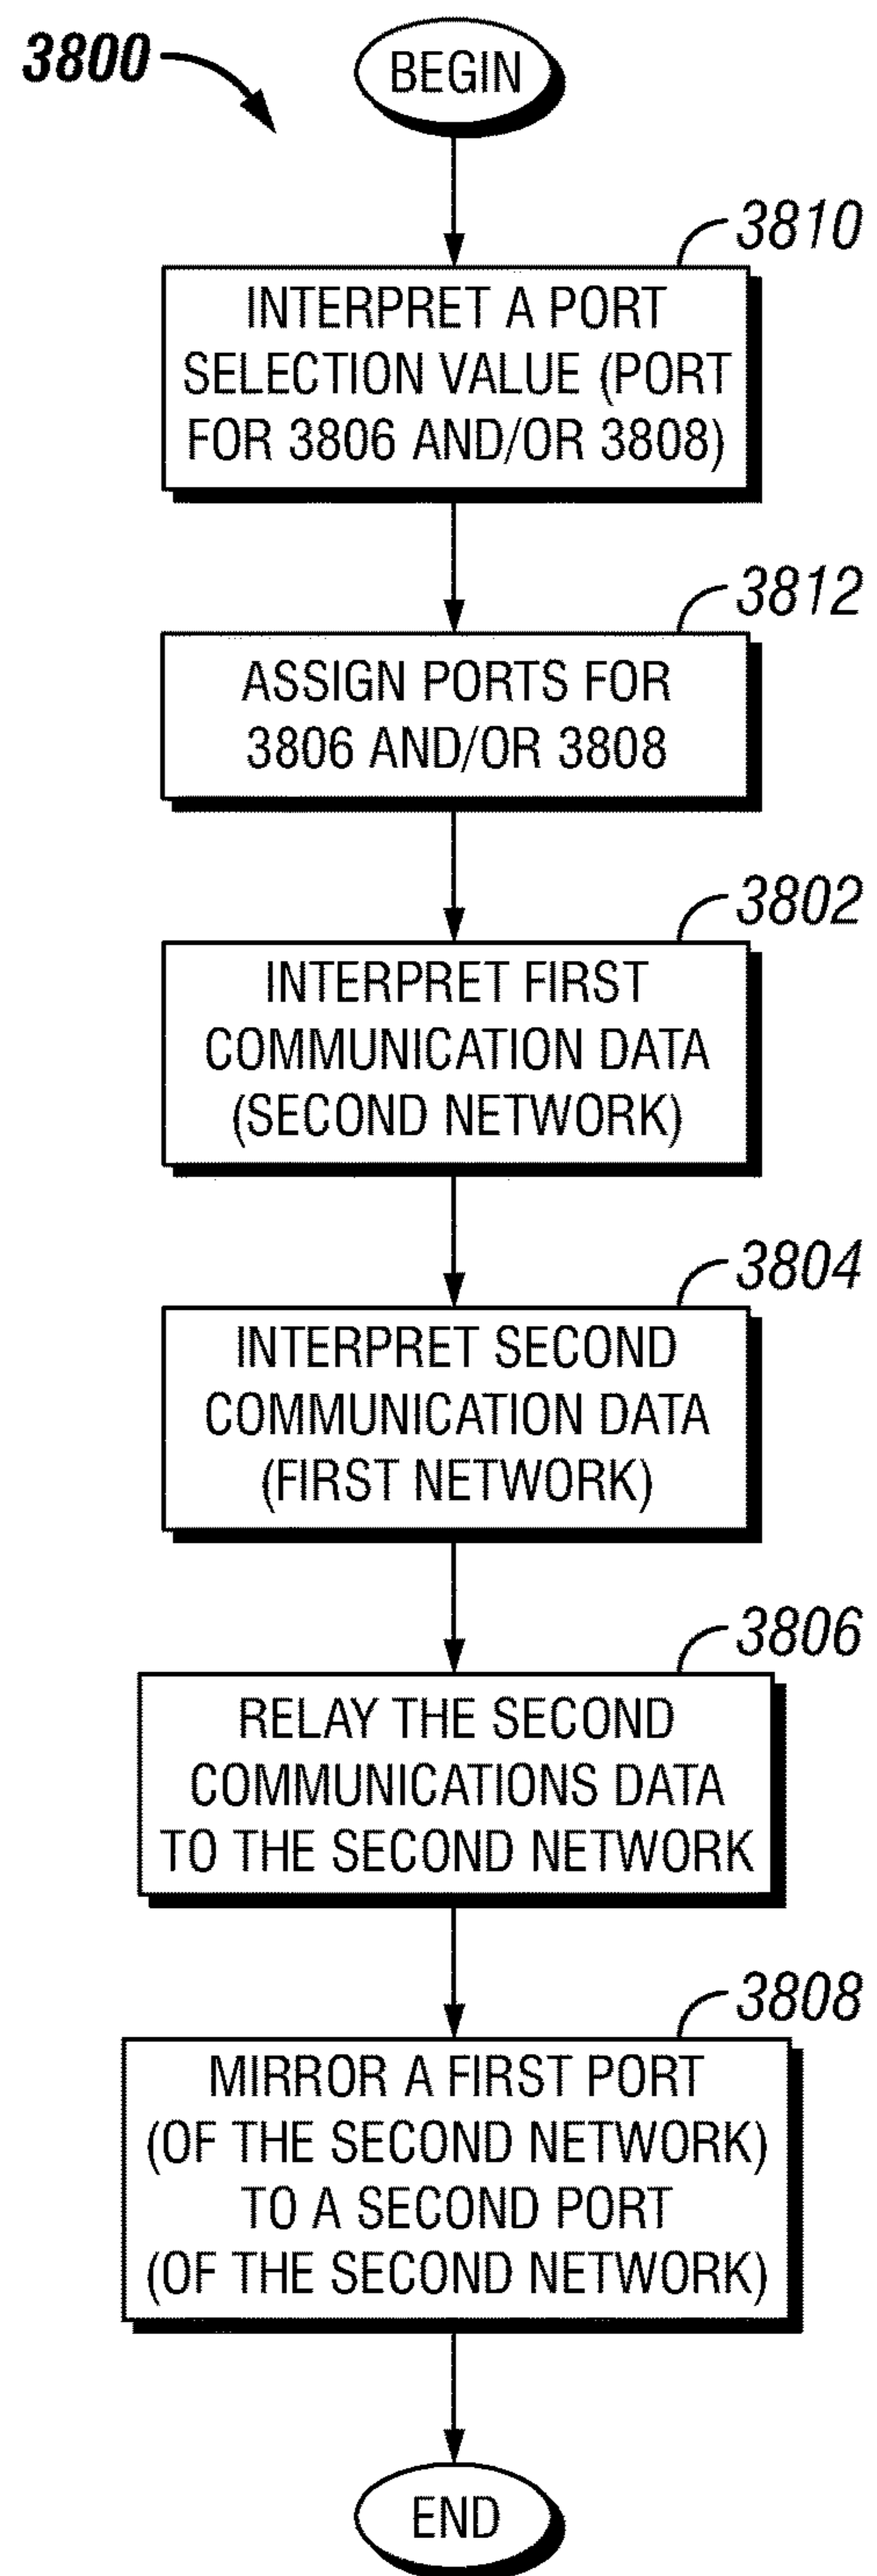 3800
BEGIN
3810
INTERPRET A PORT
SELECTION VALUE (PORT
FOR 3806 AND/OR 3808)
3812
ASSIGN PORTS FOR
3806 AND/OR 3808
3802
INTERPRET FIRST
COMMUNICATION DATA
(SECOND NETWORK)
3804
INTERPRET SECOND
COMMUNICATION DATA
(FIRST NETWORK)
3806
RELAY THE SECOND
COMMUNICATIONS DATA
TO THE SECOND NETWORK
3808
MIRROR A FIRST PORT
(OF THE SECOND NETWORK)
TO A SECOND PORT
(OF THE SECOND NETWORK)
END